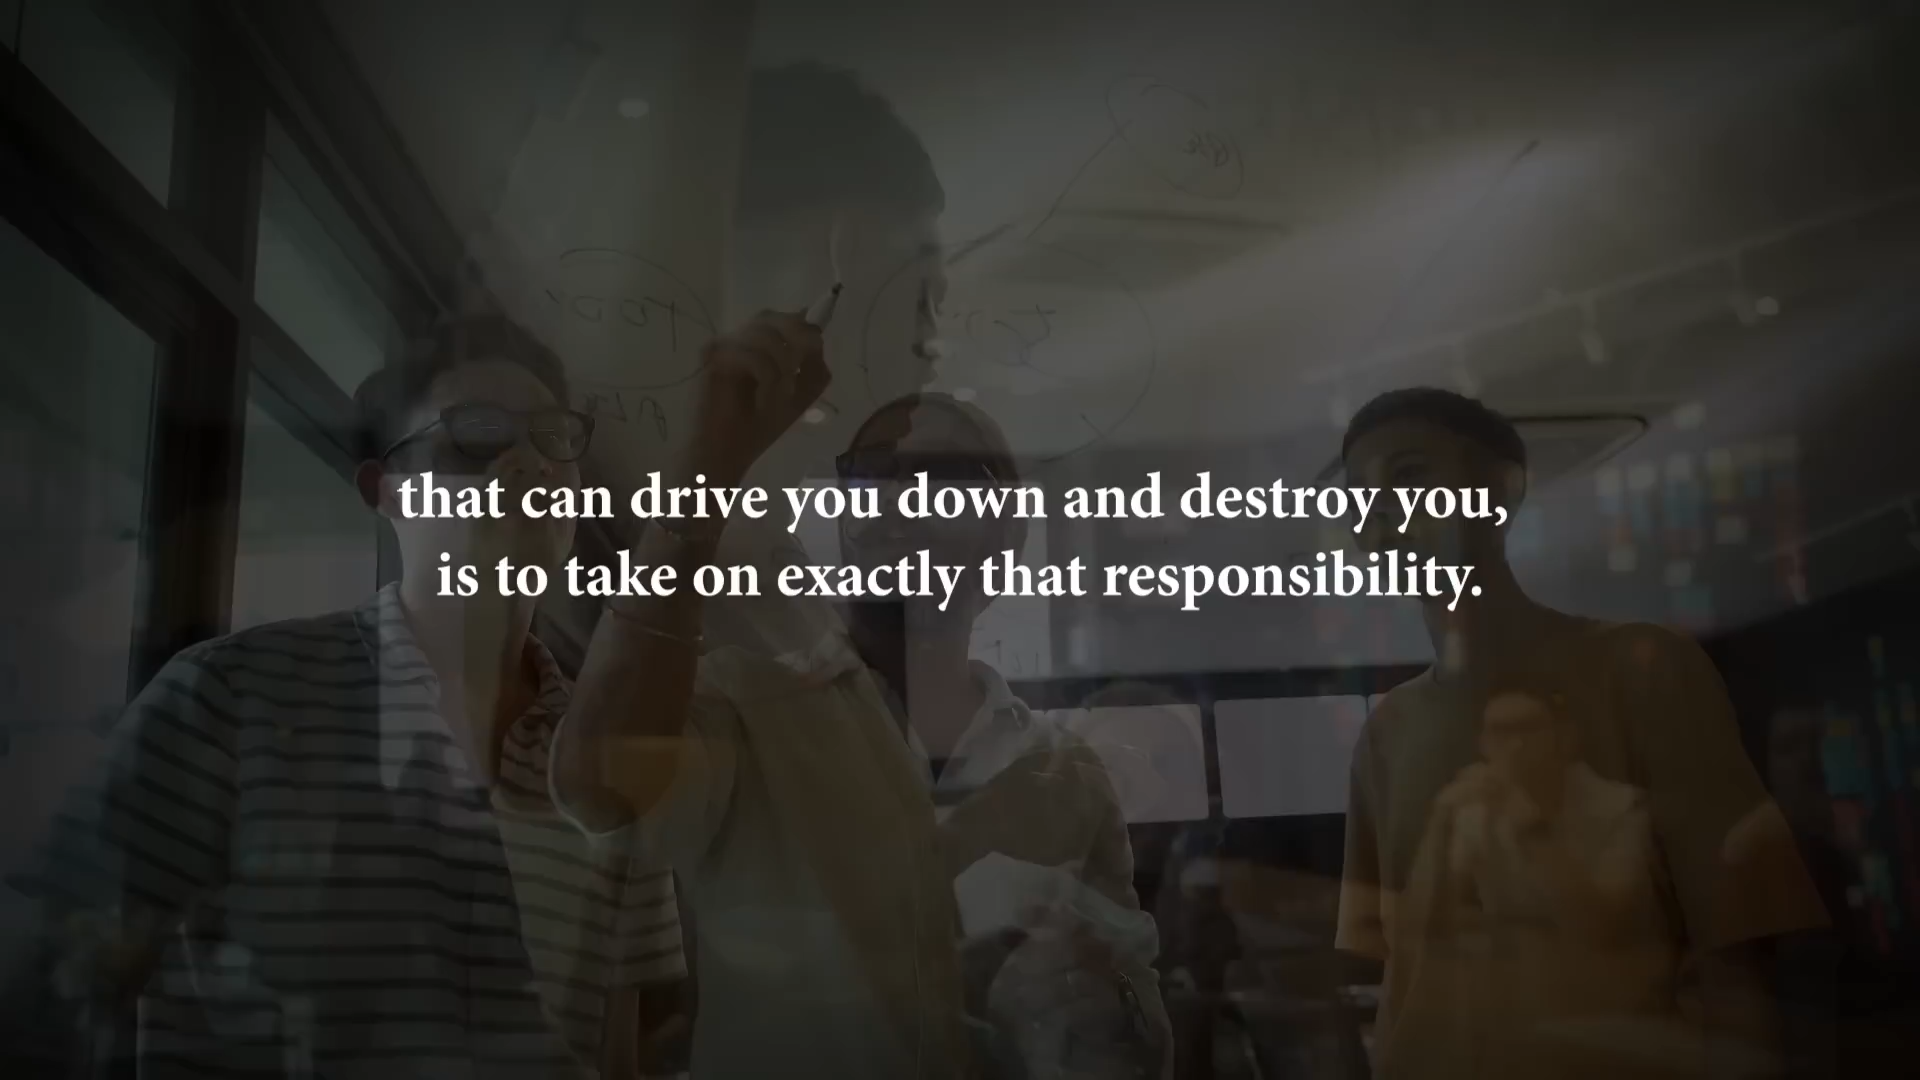 that can drive you down and destroy you,
is to take on exactly that responsibility.